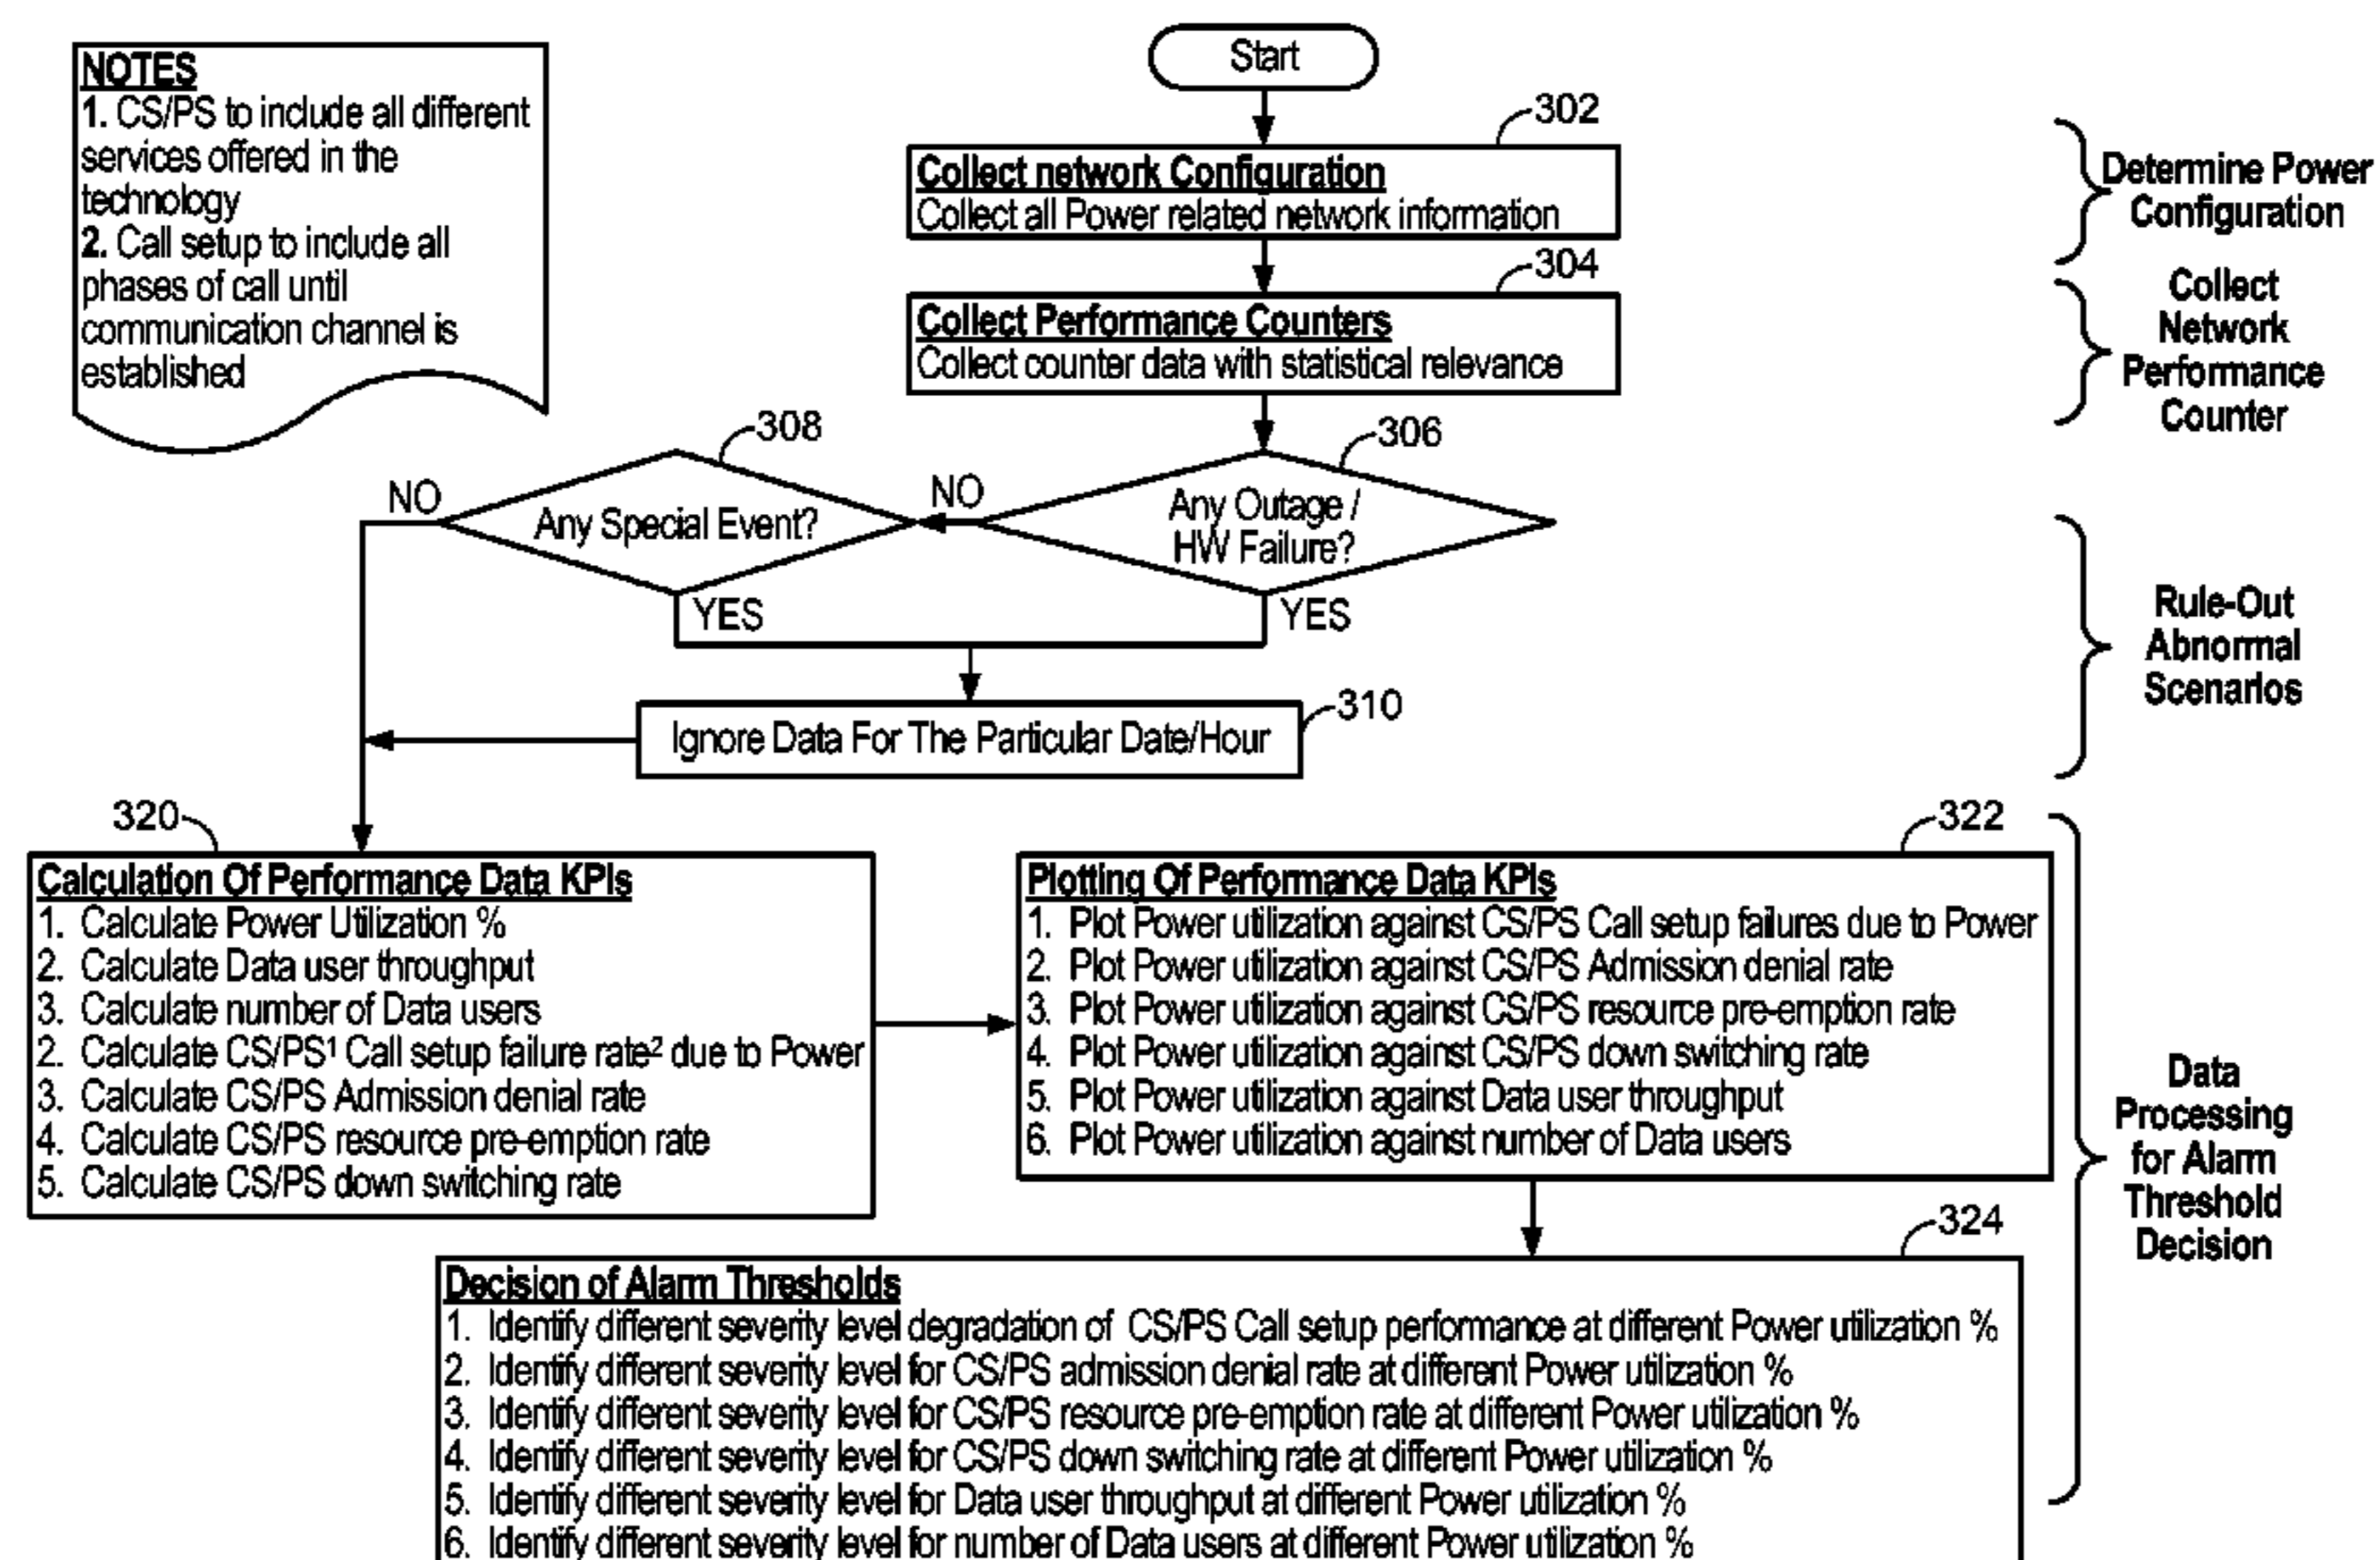 NOTES
1. CS/PS to include all different
services offered in the
technology
2. Call setup to include all
phases of call until
communication channel is
established
Start
302
Collect network Configuration
Collect all Power related network information
Determine Power
Configuration
304
Collect Performance Counters
Collect counter data with statistical relevance
Collect
Network
Performance
Counter
306
Any Outage /
HW Failure?
NO
YES
308
Any Special Event?
NO
YES
310
Ignore Data For The Particular Date/Hour
Rule-Out
Abnormal
Scenarios
320
Calculation Of Performance Data KPIs
1. Calculate Power Utilization %
2. Calculate Data user throughput
3. Calculate number of Data users
2. Calculate CS/PS¹ Call setup failure rate² due to Power
3. Calculate CS/PS Admission denial rate
4. Calculate CS/PS resource pre-emption rate
5. Calculate CS/PS down switching rate
322
Plotting Of Performance Data KPIs
1. Plot Power utilization against CS/PS Call setup failures due to Power
2. Plot Power utilization against CS/PS Admission denial rate
3. Plot Power utilization against CS/PS resource pre-emption rate
4. Plot Power utilization against CS/PS down switching rate
5. Plot Power utilization against Data user throughput
6. Plot Power utilization against number of Data users
Data
Processing
for Alarm
Threshold
Decision
324
Decision of Alarm Thresholds
1. Identify different severity level degradation of CS/PS Call setup performance at different Power utilization %
2. Identify different severity level for CS/PS admission denial rate at different Power utilization %
3. Identify different severity level for CS/PS resource pre-emption rate at different Power utilization %
4. Identify different severity level for CS/PS down switching rate at different Power utilization %
5. Identify different severity level for Data user throughput at different Power utilization %
6. Identify different severity level for number of Data users at different Power utilization %